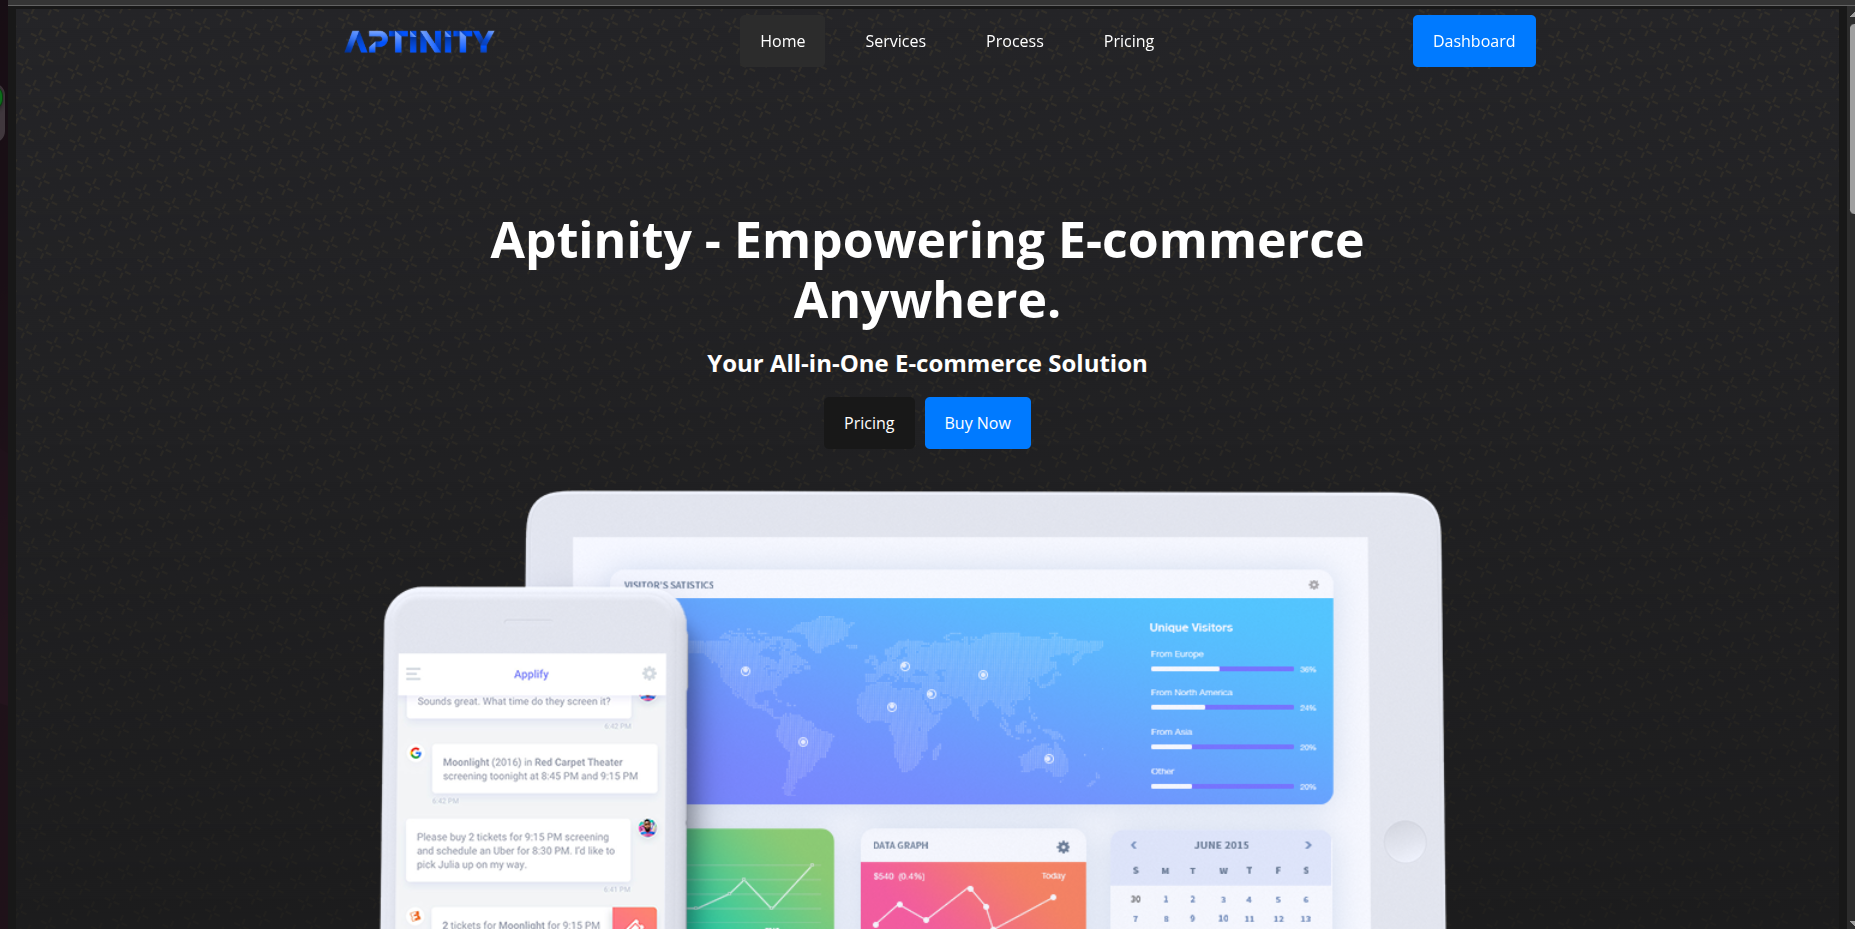 APTINITY
Home
Services
Process
Pricing
Dashboard
Aptinity - Empowering E-commerce
Anywhere.
Your All-in-One E-commerce Solution
Pricing
Buy Now
VISITOR'S SATISTICS
Unique Visitors
From Europe
36%
From North America
24%
From Asia
20%
Other
20%
Applify
Sounds great. What time do they screen it?
6:42 PM
Moonlight (2016) in Red Carpet Theater
screening toonight at 8:45 PM and 9:15 PM
6:42 PM
Please buy 2 tickets for 9:15 PM screening
and schedule an Uber for 8:30 PM. I'd like to
pick Julia up on my way.
6:41 PM
2 tickets for Moonlight for 9:15 PM
DATA GRAPH
$540 (0.4%)
Today
JUNE 2015
S M T W T F S
30 1 2 3 4 5 6
7 8 9 10 11 12 13